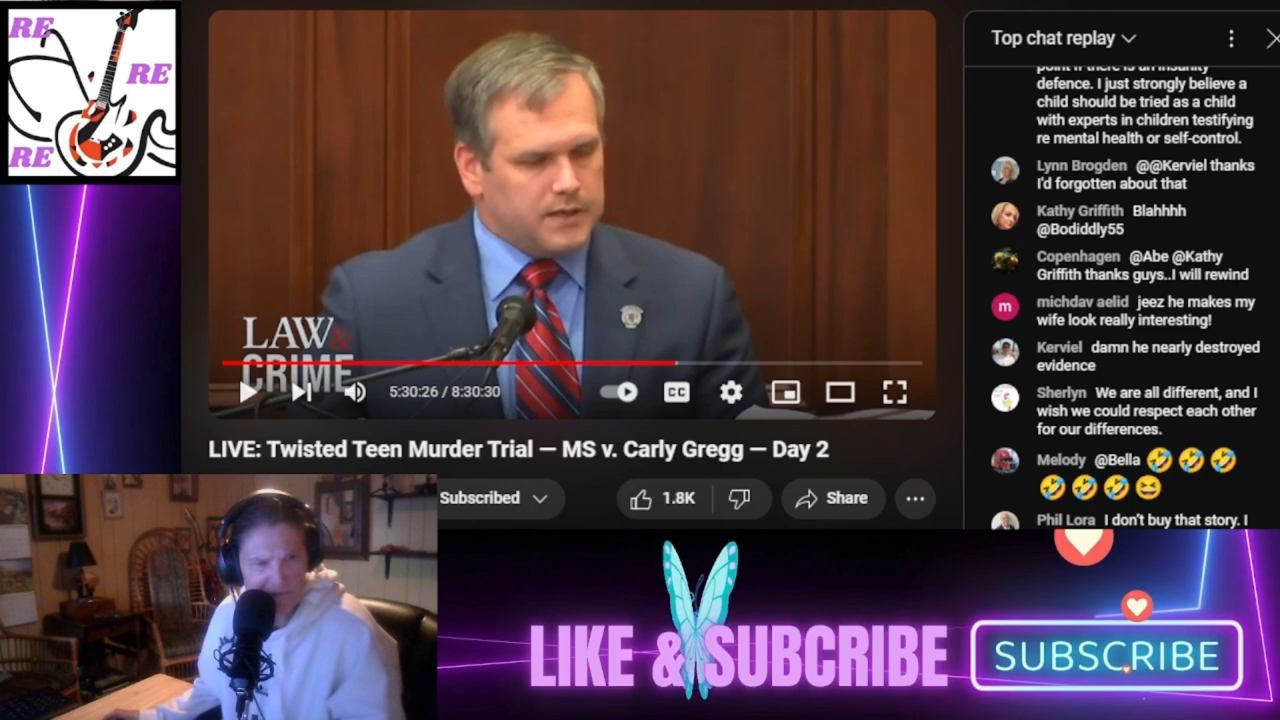 RE
RE
RE
LAW&
CRIME
5:30:26 / 8:30:30
CC
LIVE: Twisted Teen Murder Trial — MS v. Carly Gregg — Day 2
Subscribed
1.8K
Share
Top chat replay
point if there is an insanity
defence. I just strongly believe a
child should be tried as a child
with experts in children testifying
re mental health or self-control.
Lynn Brogden @@Kerviel thanks
I'd forgotten about that
Kathy Griffith Blahhhh
@Bodiddly55
Copenhagen @Abe @Kathy
Griffith thanks guys..I will rewind
m
michdav aelid jeez he makes my
wife look really interesting!
Kerviel damn he nearly destroyed
evidence
Sherlyn We are all different, and I
wish we could respect each other
for our differences.
Melody @Bella 🤣🤣🤣
🤣🤣🤣😆
Phil Lora I don't buy that story. I
LIKE & SUBCRIBE
SUBSCRIBE